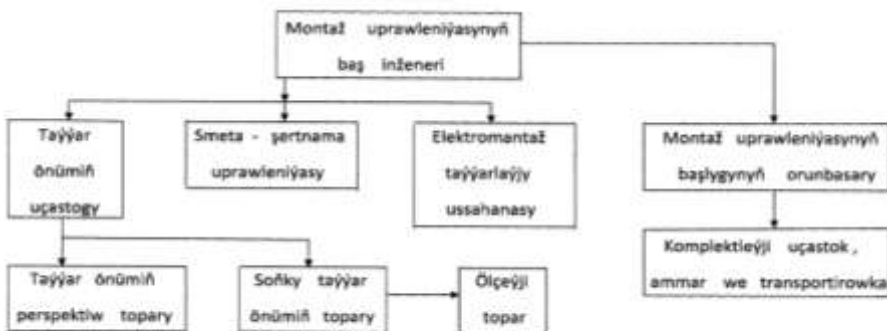 Montaž uprawleniýasynyň
baş inženeri
Taýýar
önümiň
uçastogy
Smeta - şertnama
uprawleniýasy
Elektromantaž
taýýarlaýjy
ussahanasy
Montaž uprawleniýasynyň
başlygynyň orunbasary
Komplektleýji uçastok,
ammar we transportirowka
Taýýar önümiň
perspektiw topary
Soňky taýýar
önümiň topary
Ölçeýji
topar